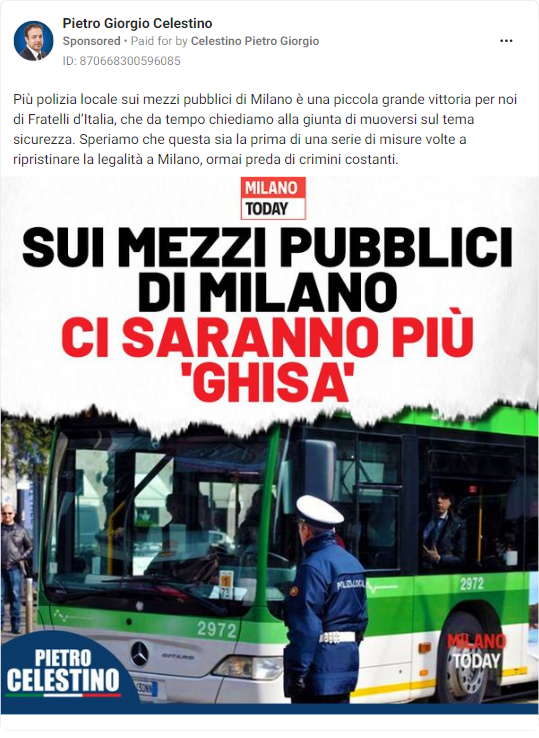 Pietro Giorgio Celestino
Sponsored • Paid for by Celestino Pietro Giorgio
ID: 870668300596085
Più polizia locale sui mezzi pubblici di Milano è una piccola grande vittoria per noi
di Fratelli d’Italia, che da tempo chiediamo alla giunta di muoversi sul tema
sicurezza. Speriamo che questa sia la prima di una serie di misure volte a
ripristinare la legalità a Milano, ormai preda di crimini costanti.
MILANO
TODAY
SUI MEZZI PUBBLICI
DI MILANO
CI SARANNO PIÙ
'GHISA'
POLIZIA LOCALE
2972
2972
CITARO
MILANO
TODAY
PIETRO
CELESTINO